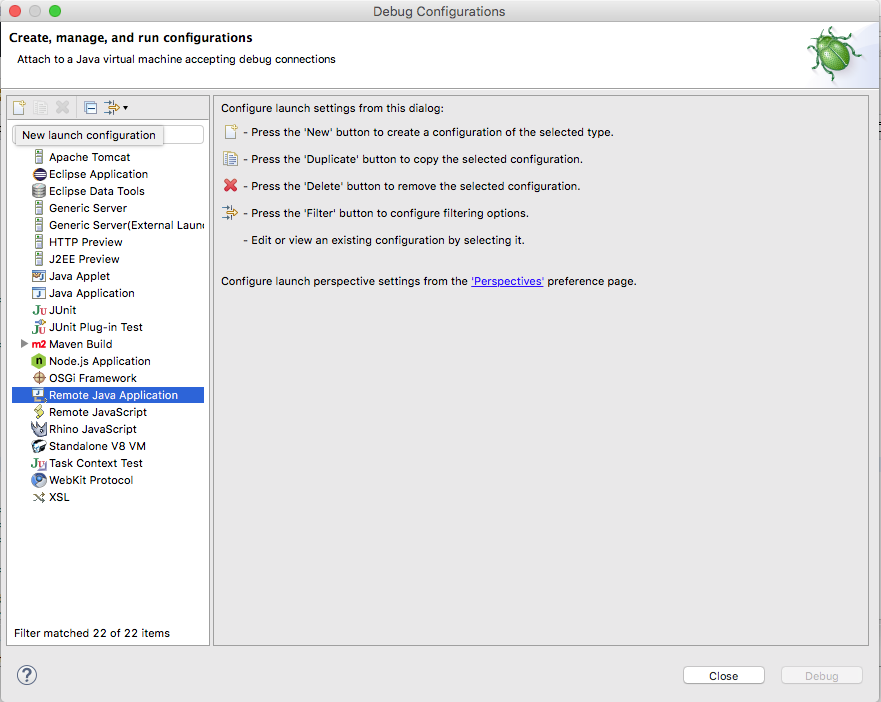 Debug Configurations
Create, manage, and run configurations
Attach to a Java virtual machine accepting debug connections
New launch configuration
Apache Tomcat
Eclipse Application
Eclipse Data Tools
Generic Server
Generic Server(External Laun
HTTP Preview
J2EE Preview
Java Applet
Java Application
JUnit
JUnit Plug-in Test
m2 Maven Build
Node.js Application
OSGi Framework
Remote Java Application
Remote JavaScript
Rhino JavaScript
Standalone V8 VM
Task Context Test
WebKit Protocol
XSL
Filter matched 22 of 22 items
Configure launch settings from this dialog:
- Press the 'New' button to create a configuration of the selected type.
- Press the 'Duplicate' button to copy the selected configuration.
- Press the 'Delete' button to remove the selected configuration.
- Press the 'Filter' button to configure filtering options.
- Edit or view an existing configuration by selecting it.
Configure launch perspective settings from the 'Perspectives' preference page.
?
Close
Debug